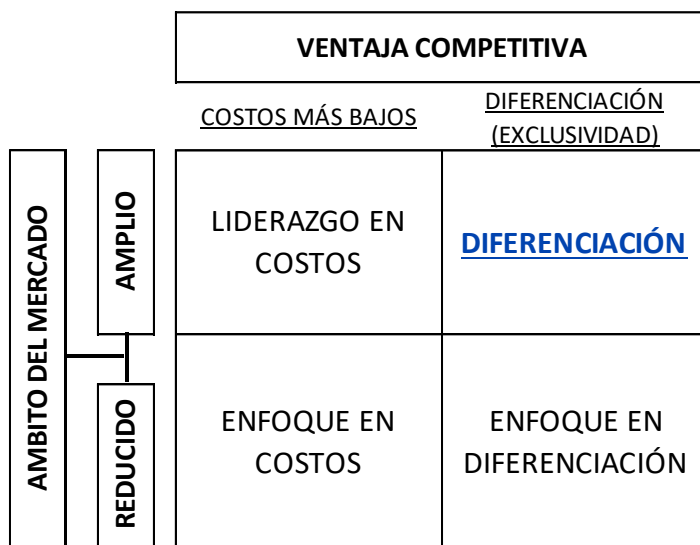 VENTAJA COMPETITIVA
COSTOS MÁS BAJOS
DIFERENCIACIÓN
(EXCLUSIVIDAD)
AMBITO DEL MERCADO
AMPLIO
LIDERAZGO EN
COSTOS
DIFERENCIACIÓN
REDUCIDO
ENFOQUE EN
COSTOS
ENFOQUE EN
DIFERENCIACIÓN